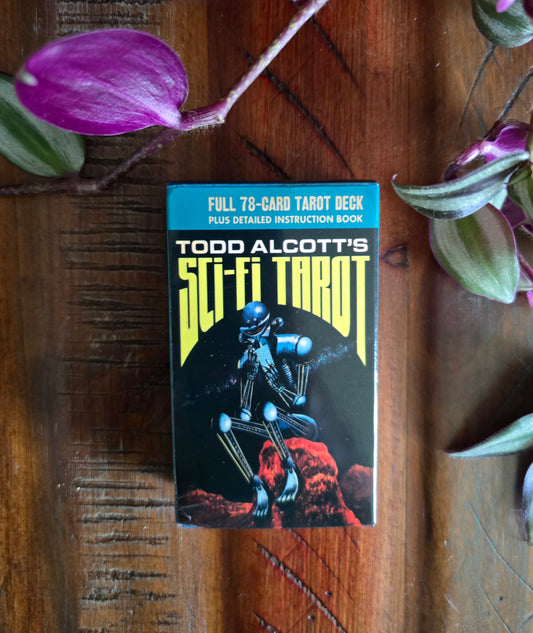 FULL 78-CARD TAROT DECK
PLUS DETAILED INSTRUCTION BOOK
TODD ALCOTT'S
SCi-Fi TAROT